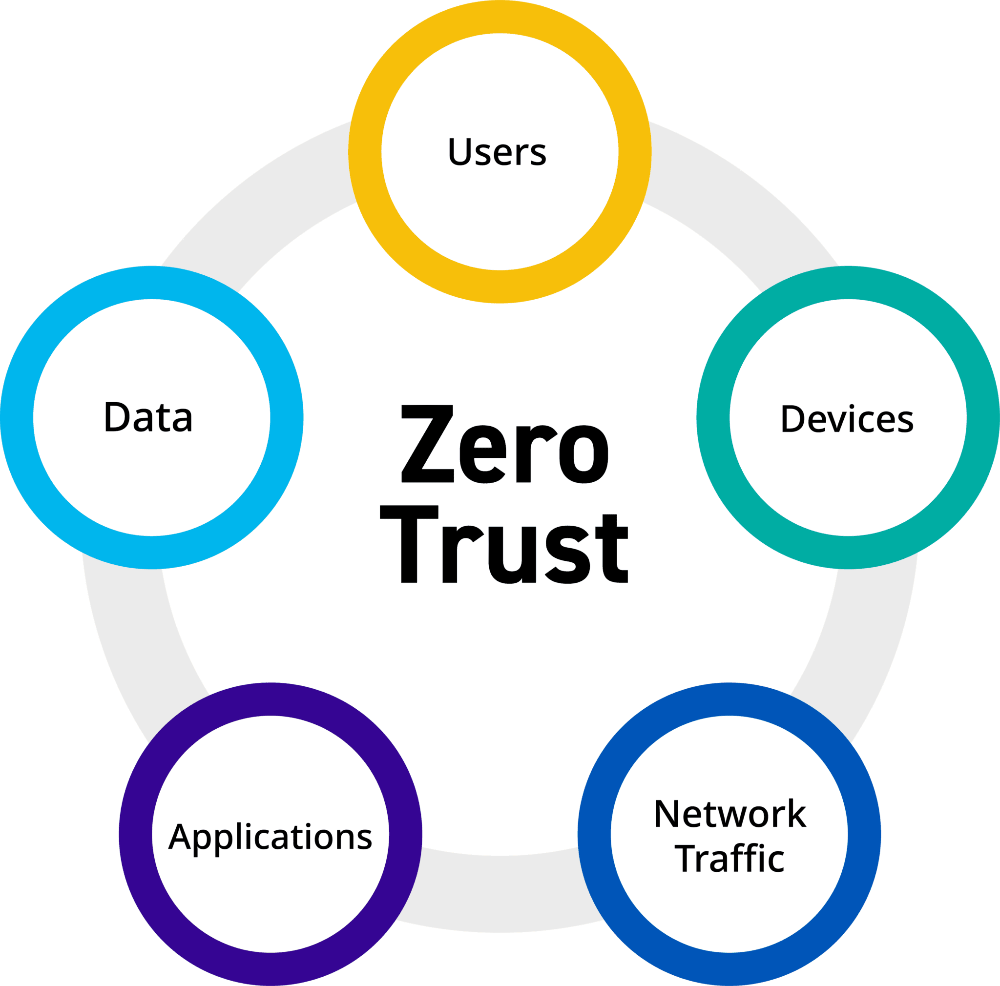 Users
Data
Devices
Zero
Trust
Applications
Network
Traffic